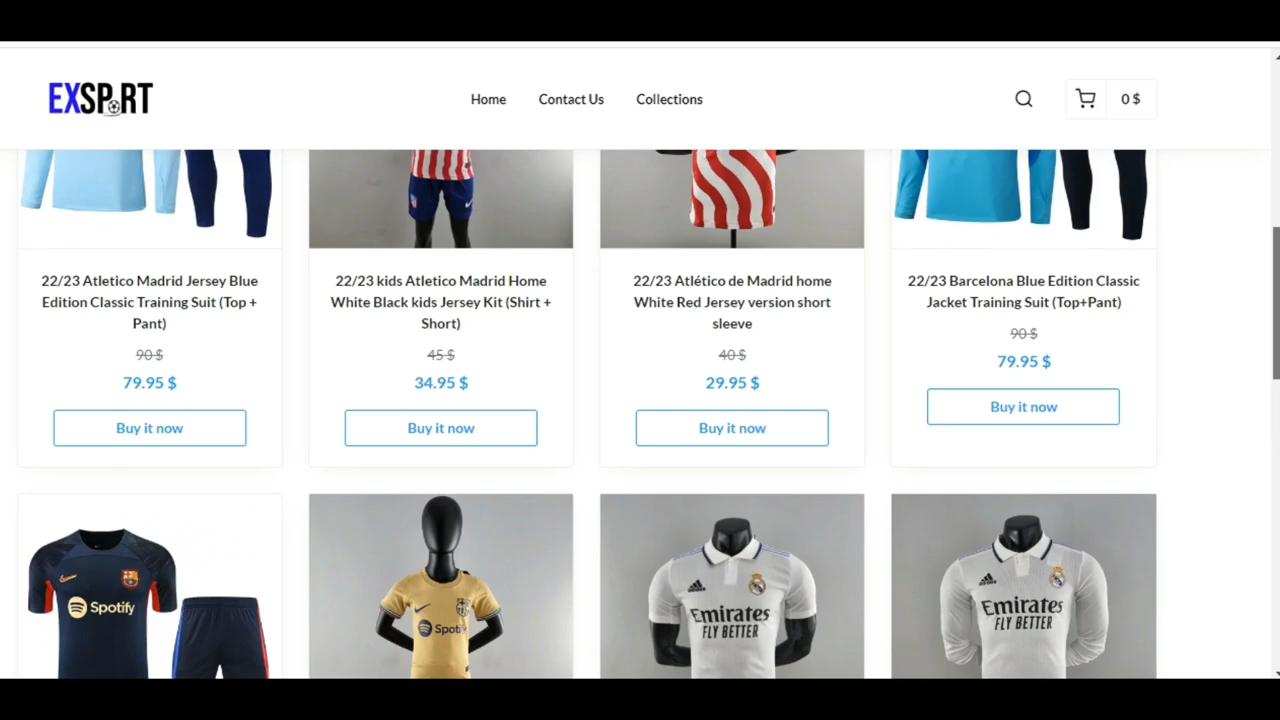 EXSPORT
Home
Contact Us
Collections
0 $
22/23 Atletico Madrid Jersey Blue
Edition Classic Training Suit (Top +
Pant)
90 $
79.95 $
Buy it now
22/23 kids Atletico Madrid Home
White Black kids Jersey Kit (Shirt +
Short)
45 $
34.95 $
Buy it now
22/23 Atlético de Madrid home
White Red Jersey version short
sleeve
40 $
29.95 $
Buy it now
22/23 Barcelona Blue Edition Classic
Jacket Training Suit (Top+Pant)
90 $
79.95 $
Buy it now
Spotify
Spotify
adidas
Emirates
FLY BETTER
adidas
Emirates
FLY BETTER